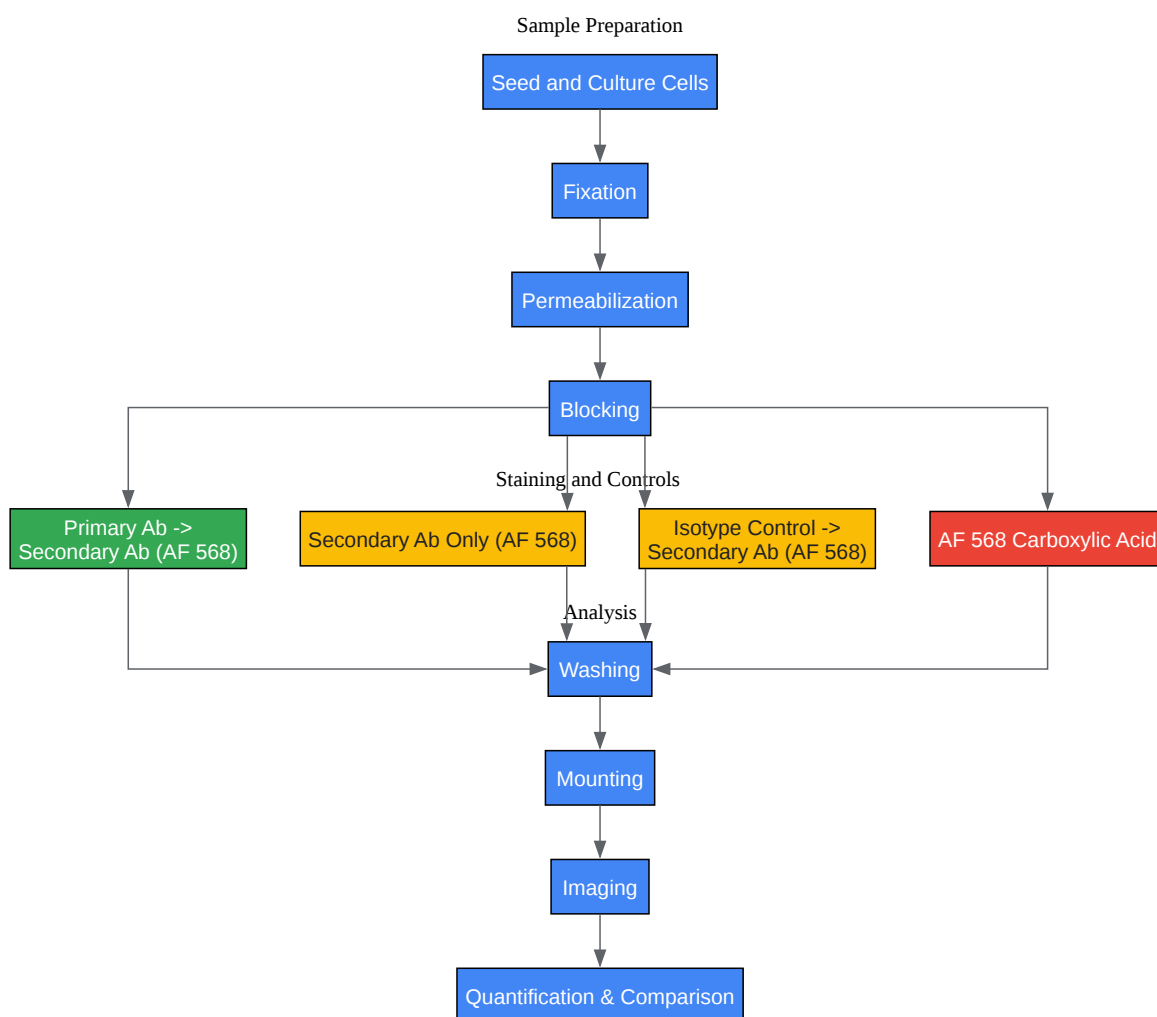 Sample Preparation
Seed and Culture Cells
Fixation
Permeabilization
Blocking
Staining and Controls
Primary Ab ->
Secondary Ab (AF 568)
Secondary Ab Only (AF 568)
Isotype Control ->
Secondary Ab (AF 568)
AF 568 Carboxylic Acid
Analysis
Washing
Mounting
Imaging
Quantification & Comparison